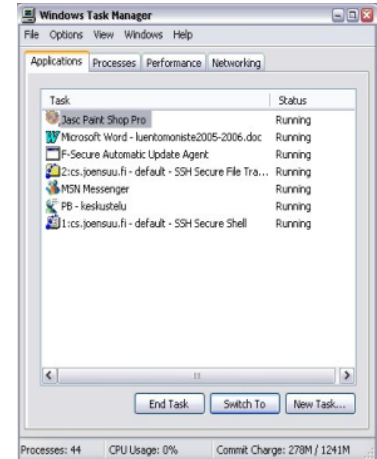 Windows Task Manager
File Options View Windows Help
Applications Processes Performance Networking
Task Status
Jasc Paint Shop Pro Running
Microsoft Word - luentomoniste2005-2006.doc Running
F-Secure Automatic Update Agent Running
2:cs.joensuu.fi - default - SSH Secure File Tra... Running
MSN Messenger Running
PB - keskustelu Running
1:cs.joensuu.fi - default - SSH Secure Shell Running
End Task Switch To New Task...
Processes: 44 CPU Usage: 0% Commit Charge: 278M / 1241M